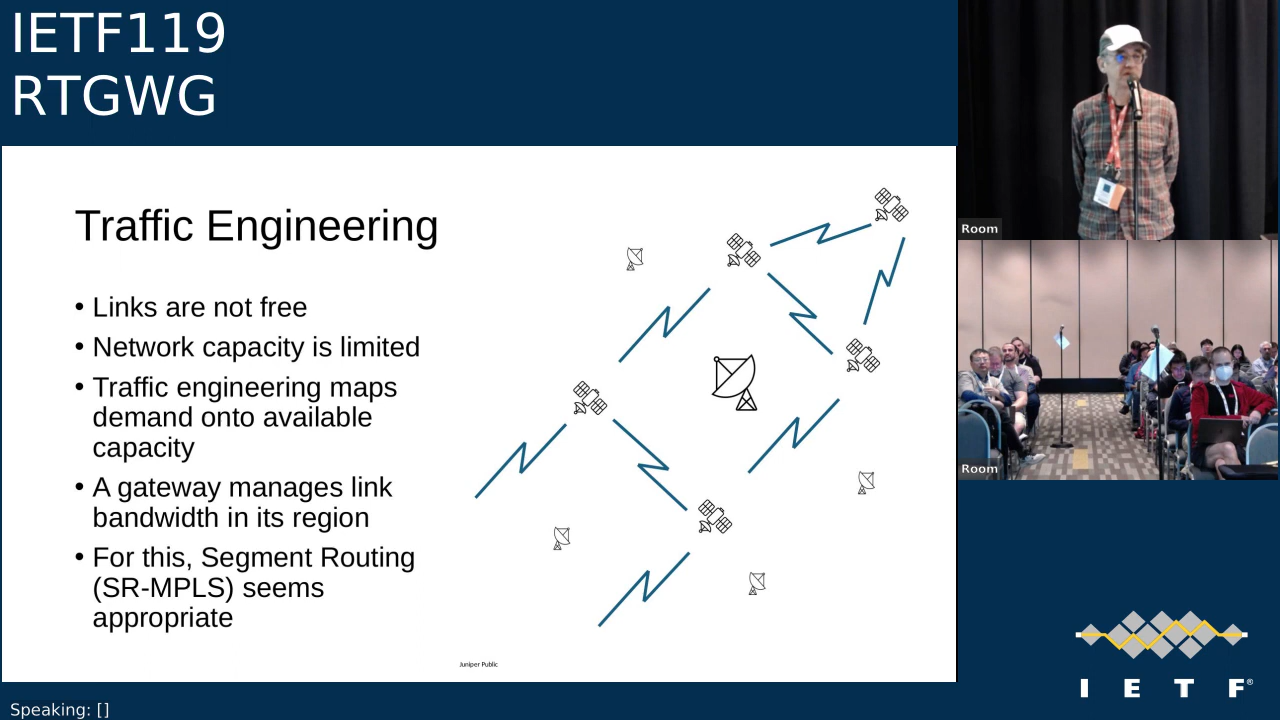 IETF119
RTGWG
Traffic Engineering
• Links are not free
• Network capacity is limited
• Traffic engineering maps
demand onto available
capacity
• A gateway manages link
bandwidth in its region
• For this, Segment Routing
(SR-MPLS) seems
appropriate
Juniper Public
Room
Room
I E T F®
Speaking: []